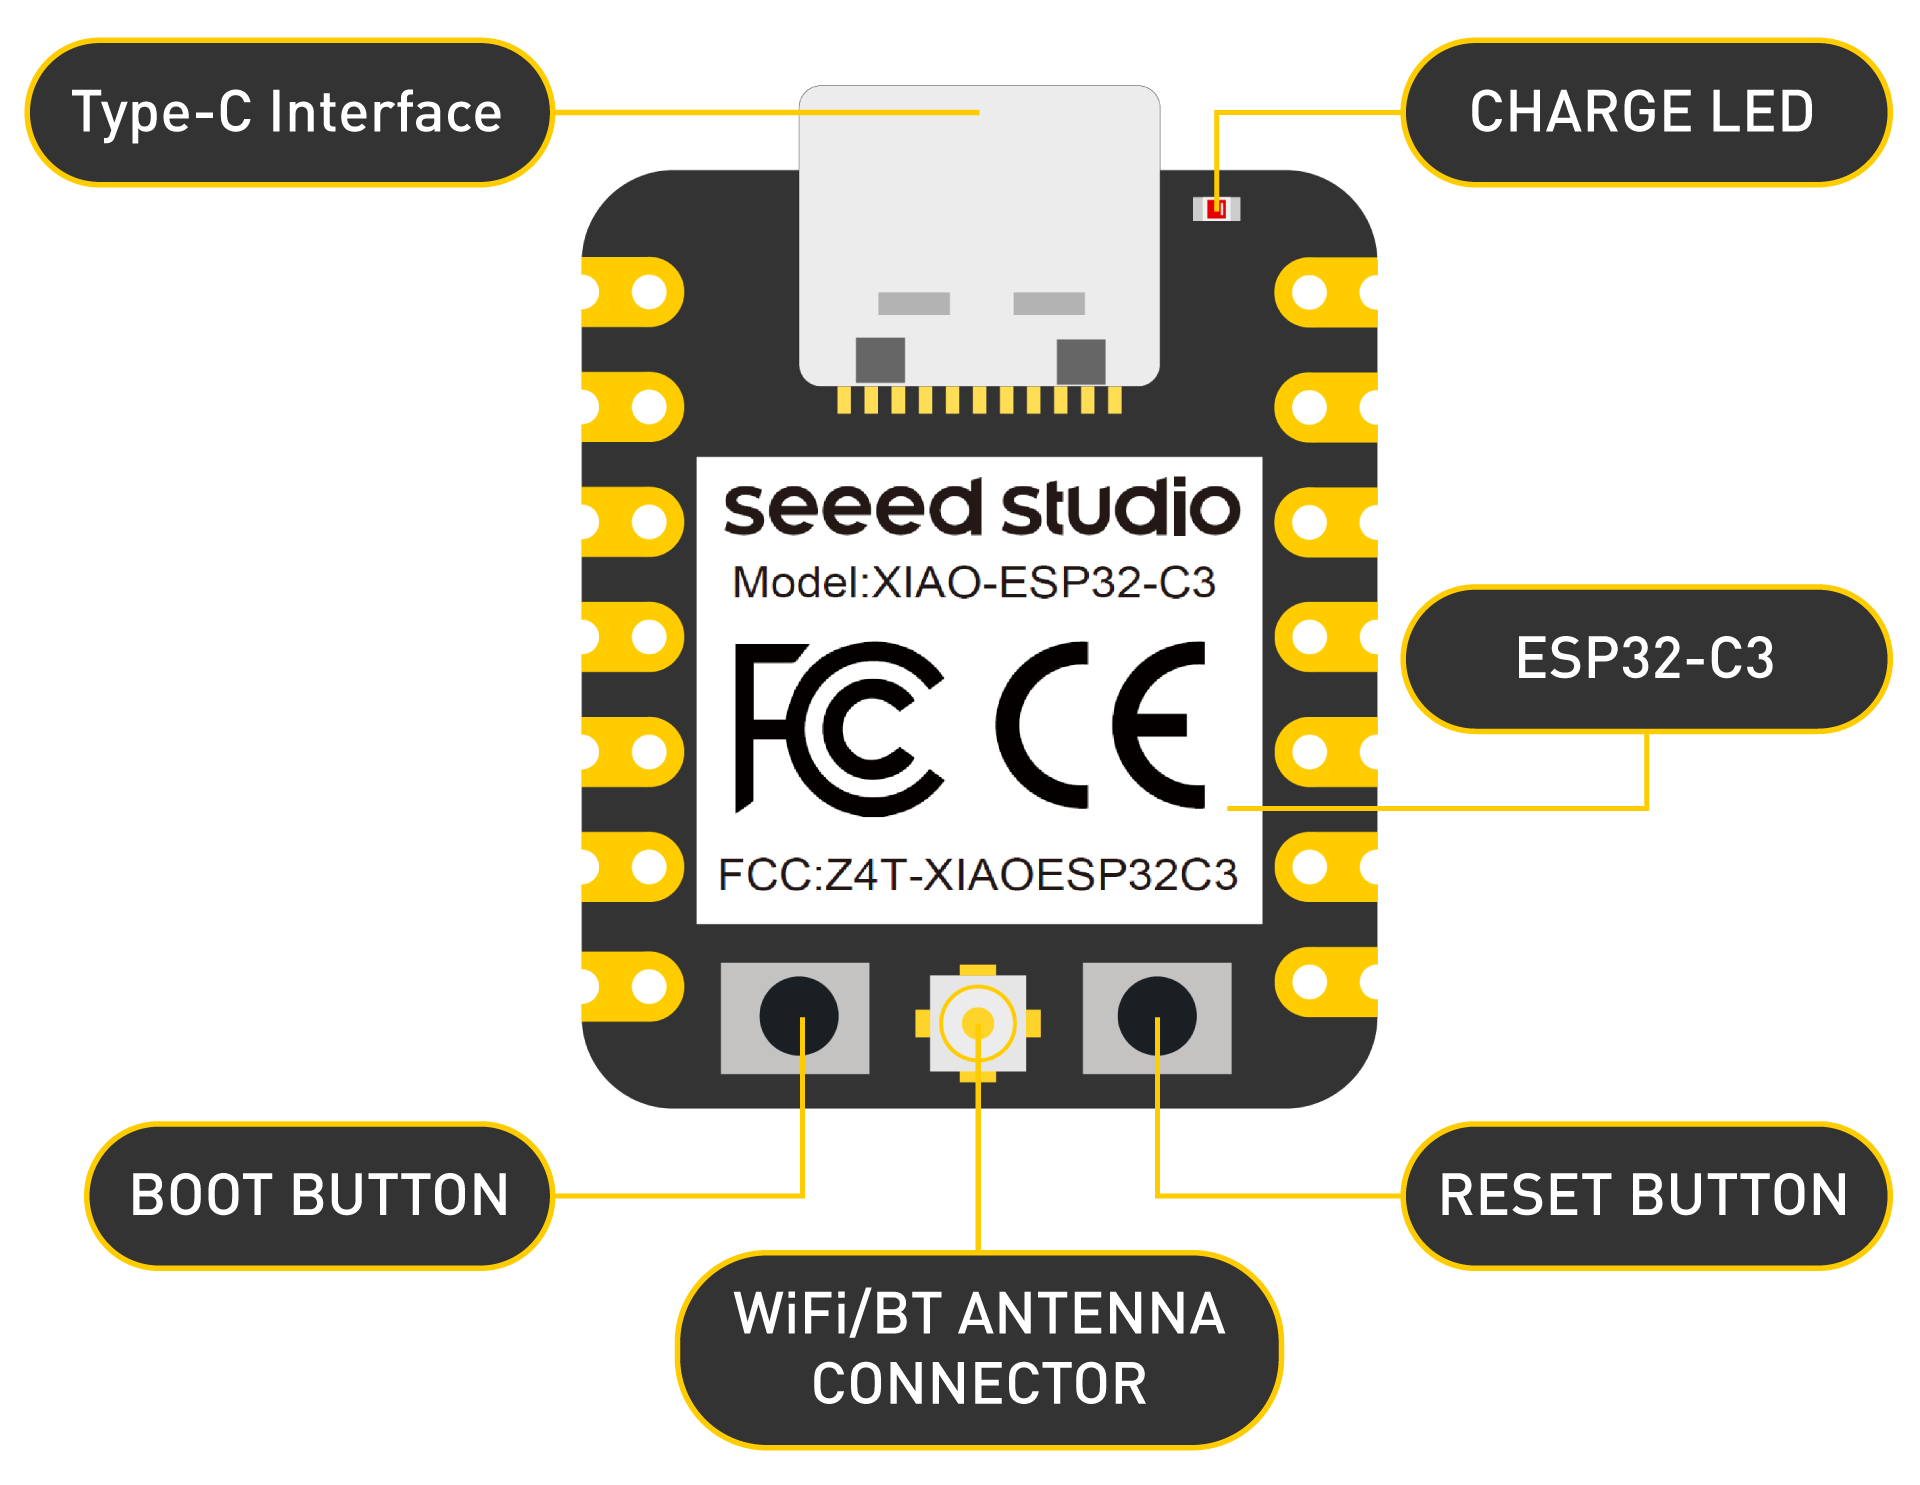 Type-C Interface
CHARGE LED
seeed studio
Model:XIAO-ESP32-C3
FC CE
FCC:Z4T-XIAOESP32C3
ESP32-C3
BOOT BUTTON
RESET BUTTON
WiFi/BT ANTENNA
CONNECTOR